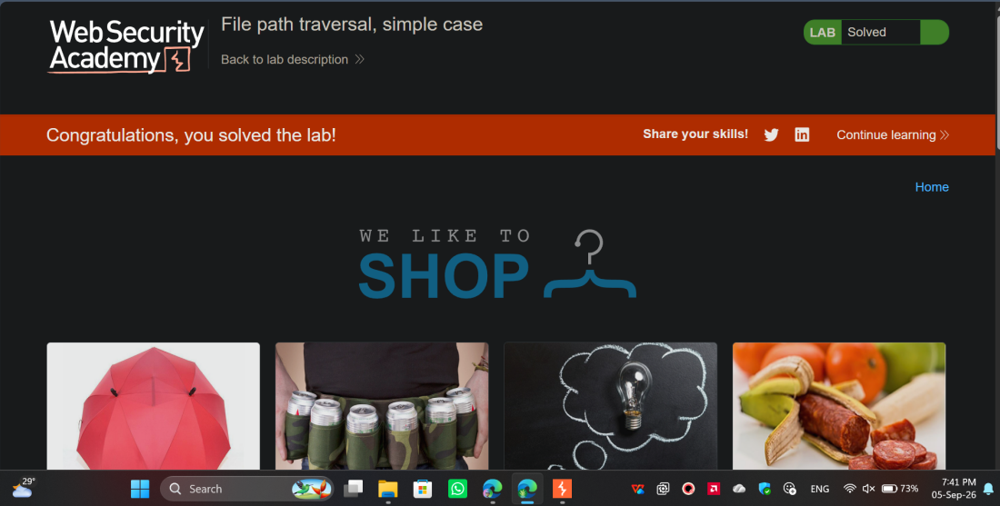 Web Security
Academy
File path traversal, simple case
Back to lab description
LAB Solved
Congratulations, you solved the lab!
Share your skills!
Continue learning
Home
WE LIKE TO
SHOP
29°
Search
ENG
73%
7:41 PM
05-Sep-26